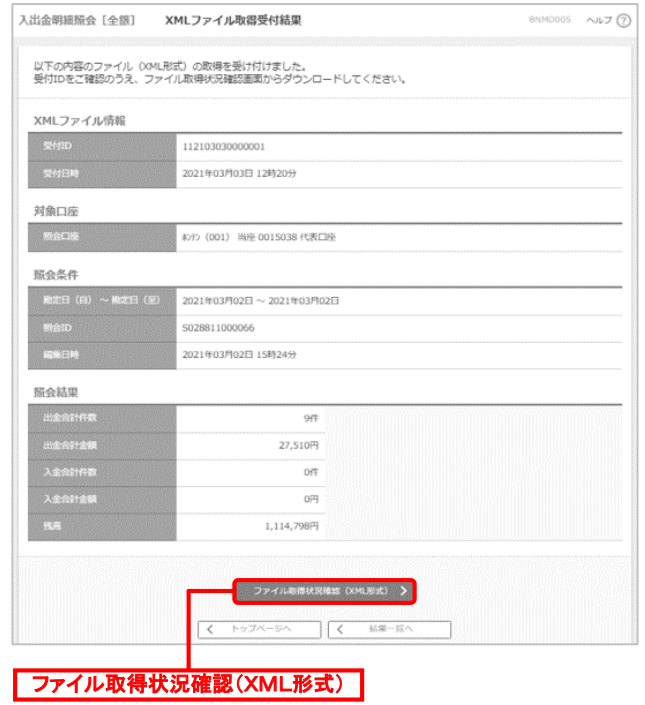 入出金明細照会［全銀］ XMLファイル取得受付結果 BNMD005 ヘルプ ?
以下の内容のファイル（XML形式）の取得を受け付けました。
受付IDをご確認のうえ、ファイル取得状況確認画面からダウンロードしてください。
XMLファイル情報
受付ID 112103030000001
受付日時 2021年03月03日 12時20分
対象口座
照会口座 ﾎﾝﾃﾝ（001） 当座 0015038 代表口座
照会条件
勘定日（自）～勘定日（至） 2021年03月02日 ～ 2021年03月02日
照会ID S028811000066
編集日時 2021年03月02日 15時24分
照会結果
出金合計件数 9件
出金合計金額 27,510円
入金合計件数 0件
入金合計金額 0円
残高 1,114,798円
ファイル取得状況確認（XML形式）
トップページへ 結果一覧へ
ファイル取得状況確認（XML形式）